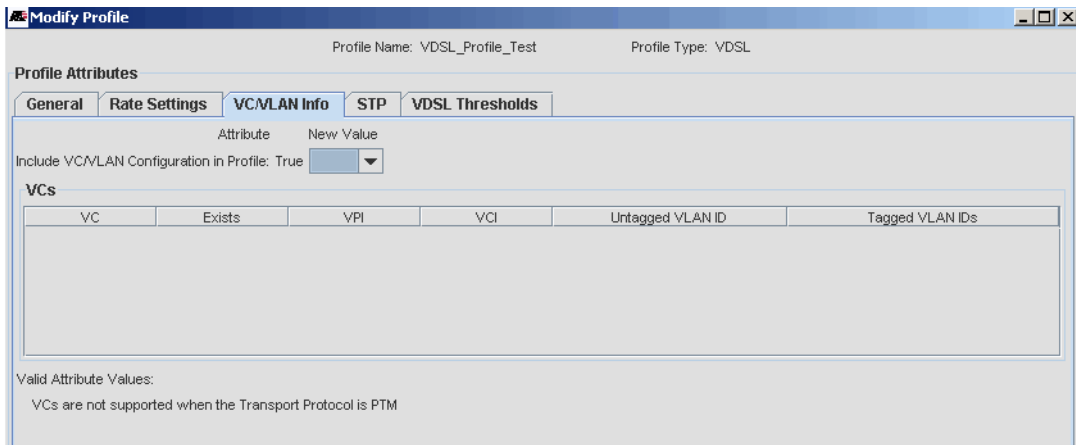 Modify Profile
Profile Name: VDSL_Profile_Test Profile Type: VDSL
Profile Attributes
General Rate Settings VC/VLAN Info STP VDSL Thresholds
Attribute New Value
Include VC/VLAN Configuration in Profile: True
VCs
VC Exists VPI VCI Untagged VLAN ID Tagged VLAN IDs
Valid Attribute Values:
VCs are not supported when the Transport Protocol is PTM